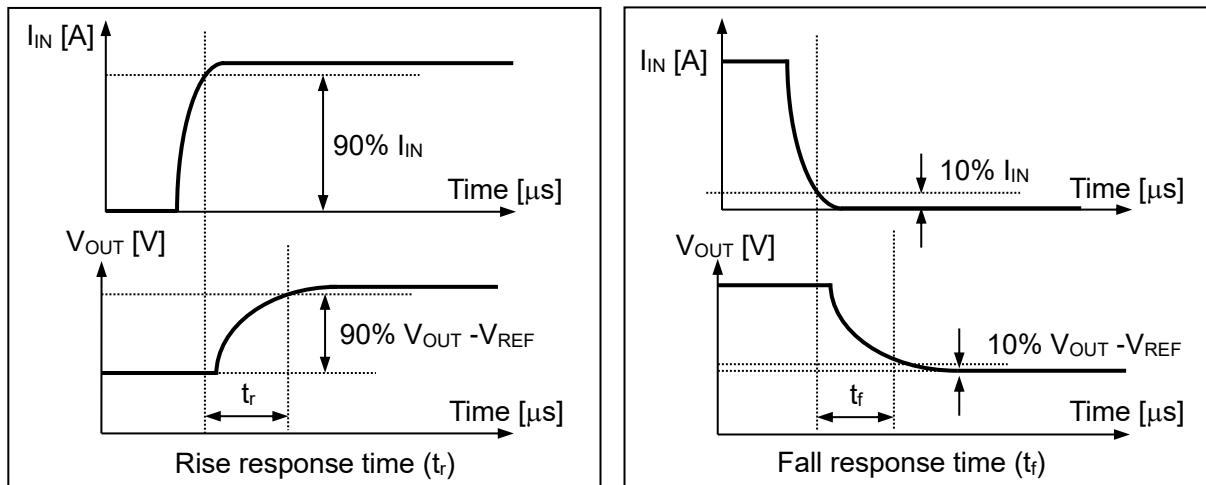 I_IN [A]
90% I_IN
Time [μs]
V_OUT [V]
90% V_OUT -V_REF
t_r
Time [μs]
Rise response time (t_r)
I_IN [A]
10% I_IN
Time [μs]
V_OUT [V]
10% V_OUT -V_REF
t_f
Time [μs]
Fall response time (t_f)